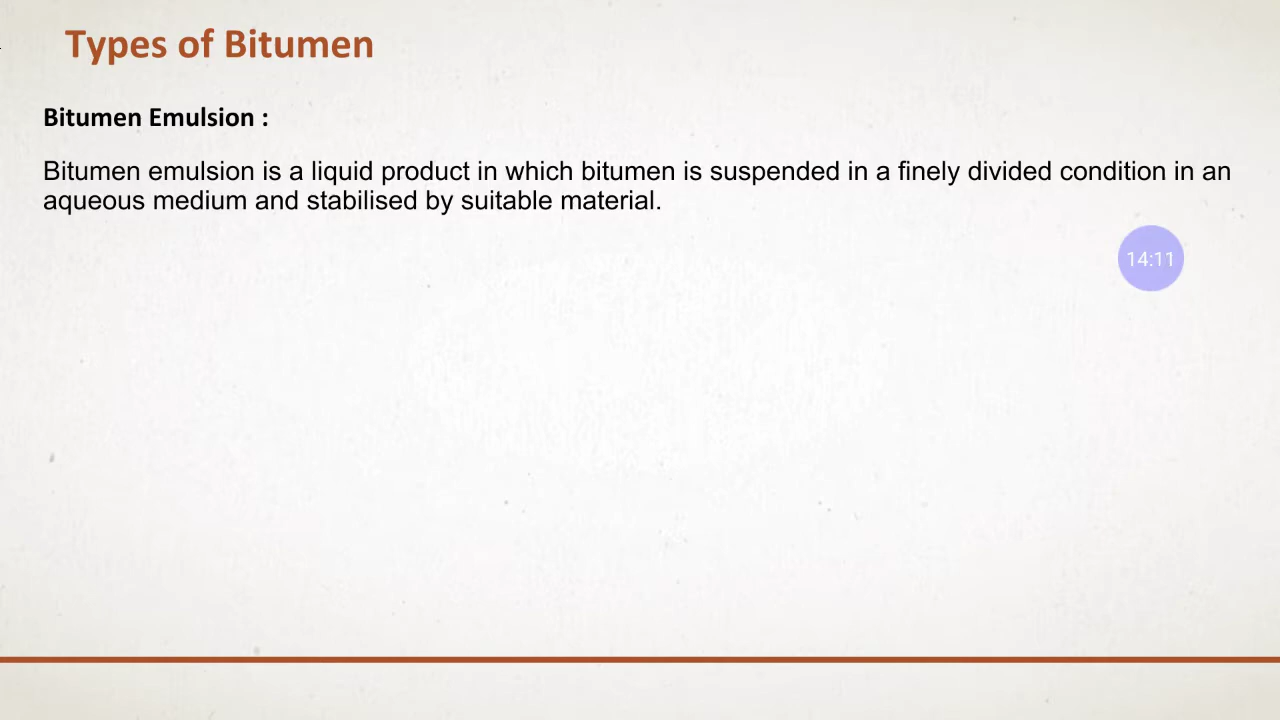 Types of Bitumen
Bitumen Emulsion :
Bitumen emulsion is a liquid product in which bitumen is suspended in a finely divided condition in an
aqueous medium and stabilised by suitable material.
14:11